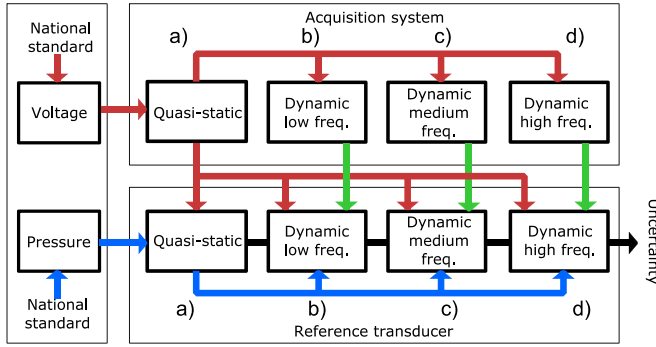 National
standard
Acquisition system
a)
b)
c)
d)
Voltage
Quasi-static
Dynamic
low freq.
Dynamic
medium
freq.
Dynamic
high freq.
Pressure
Quasi-static
Dynamic
low freq.
Dynamic
medium
freq.
Dynamic
high freq.
Uncertainty
National
standard
a)
b)
c)
d)
Reference transducer